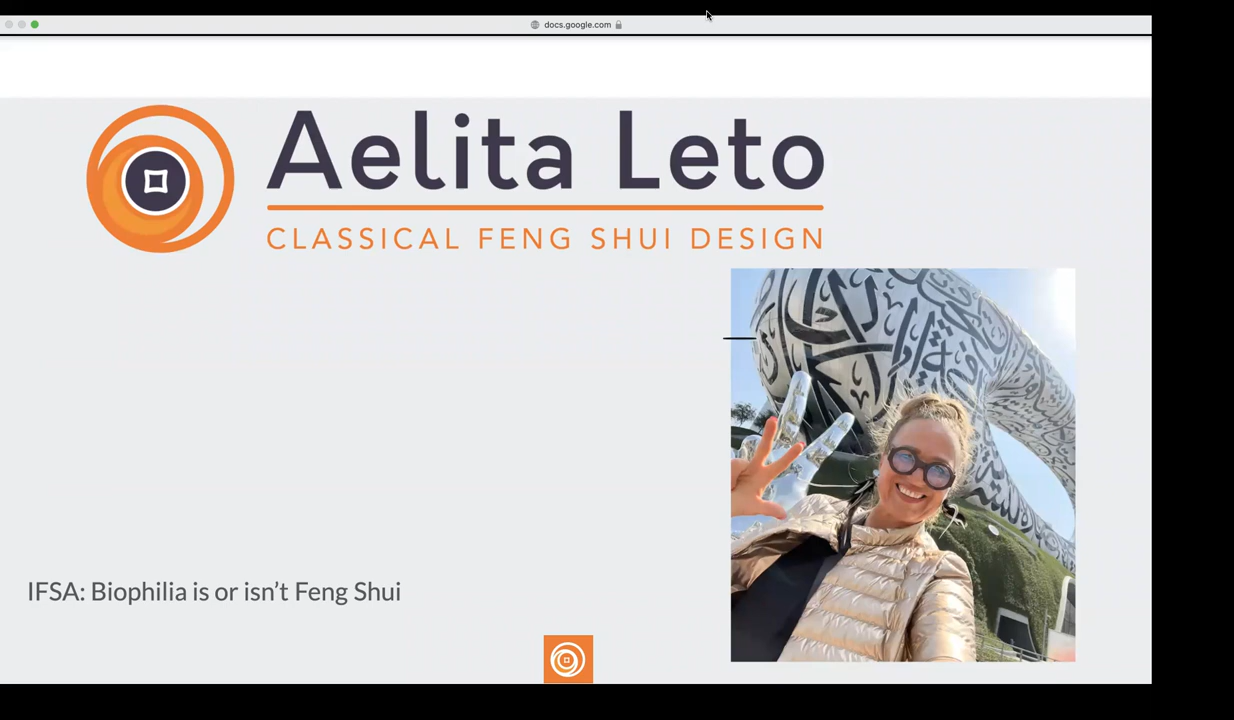 docs.google.com
Aelita Leto
CLASSICAL FENG SHUI DESIGN
IFSA: Biophilia is or isn't Feng Shui